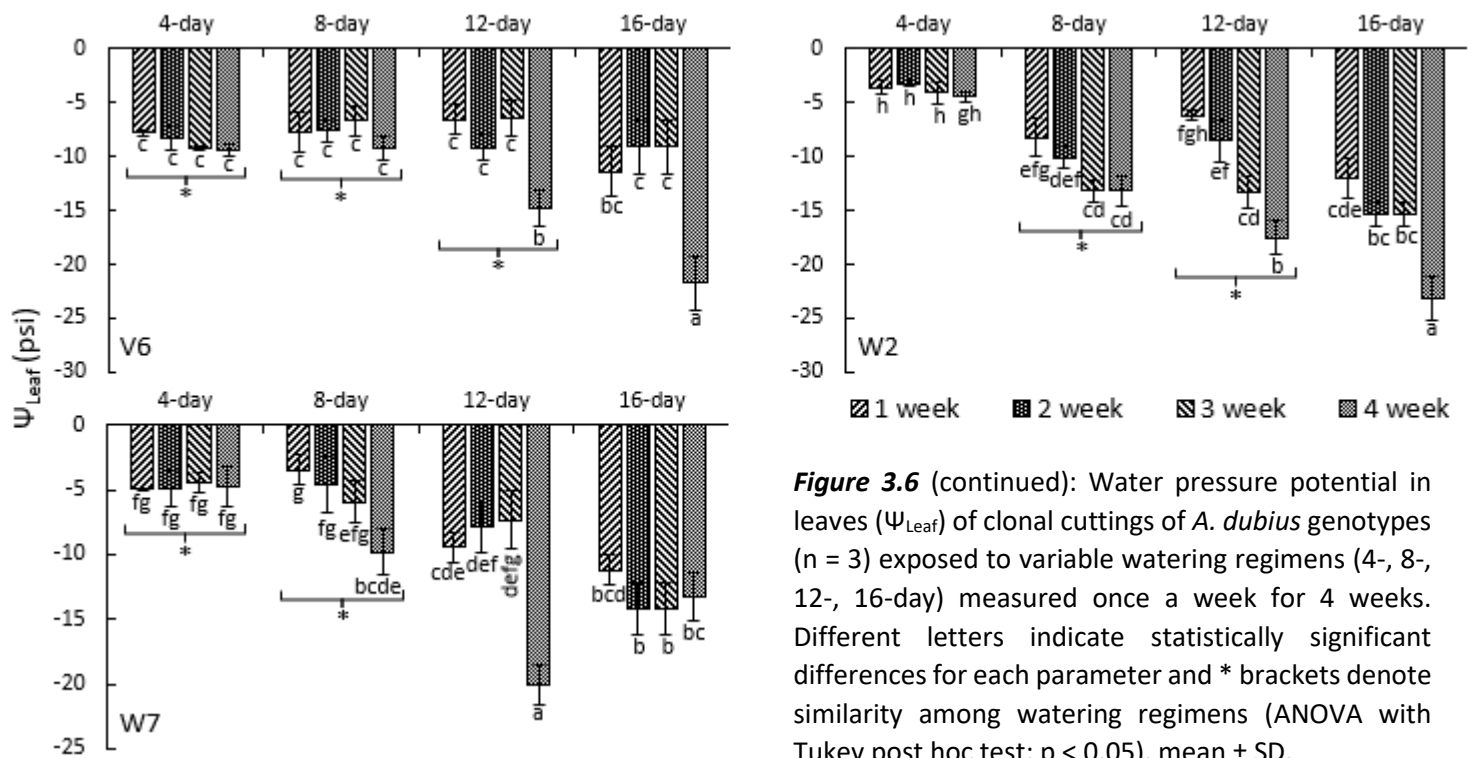 4-day 8-day 12-day 16-day
0
-5
-10
-15
-20
-25
-30
c c c c
*
c c c c
*
c c c b
*
bc c c a
V6
4-day 8-day 12-day 16-day
0
-5
-10
-15
-20
-25
-30
h h h gh
efg def cd cd
*
fgh ef cd b
*
cde bc bc a
W2
1 week 2 week 3 week 4 week
Ψ Leaf (psi)
4-day 8-day 12-day 16-day
0
-5
-10
-15
-20
-25
fg fg fg fg
*
g fg efg bcde
*
cde def defg a
bcd b b bc
W7
Figure 3.6 (continued): Water pressure potential in
leaves (ΨLeaf) of clonal cuttings of A. dubius genotypes
(n = 3) exposed to variable watering regimens (4-, 8-,
12-, 16-day) measured once a week for 4 weeks.
Different letters indicate statistically significant
differences for each parameter and * brackets denote
similarity among watering regimens (ANOVA with
Tukey post hoc test; p < 0.05), mean ± SD.